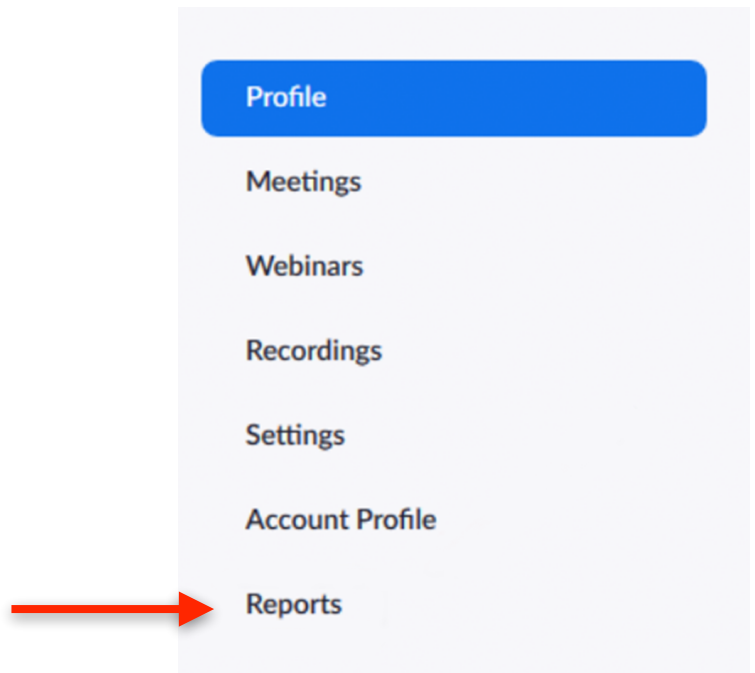 Profile
Meetings
Webinars
Recordings
Settings
Account Profile
Reports